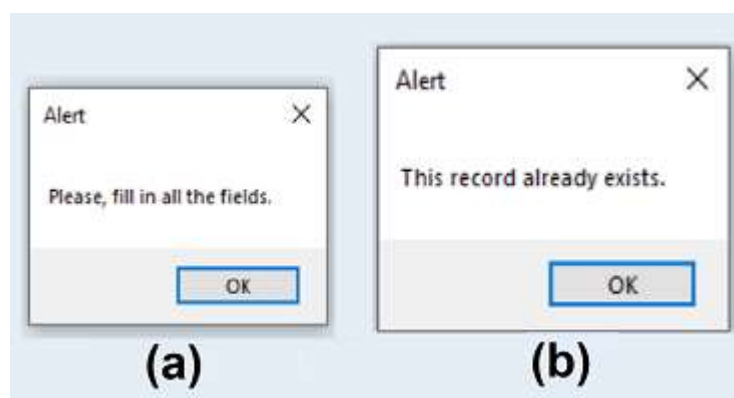 Alert
Please, fill in all the fields.
OK
(a)
Alert
This record already exists.
OK
(b)